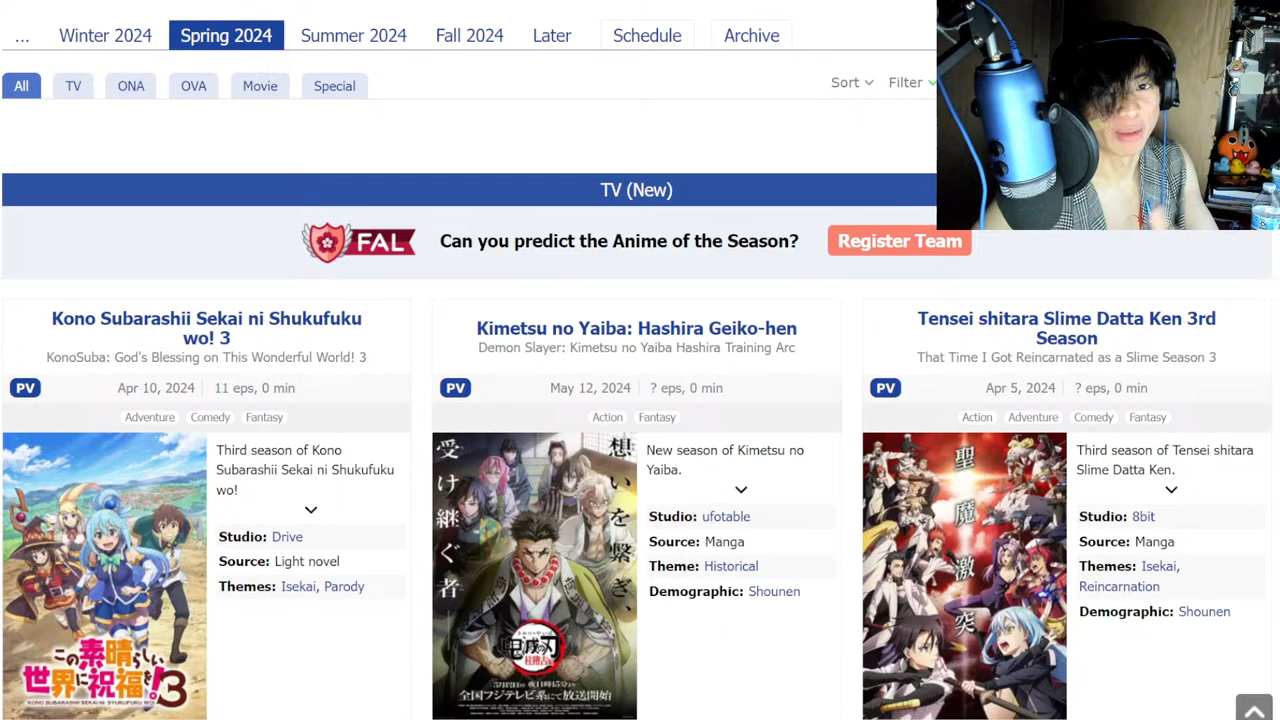 ...
Winter 2024
Spring 2024
Summer 2024
Fall 2024
Later
Schedule
Archive
All
TV
ONA
OVA
Movie
Special
Sort
Filter
TV (New)
FAL
Can you predict the Anime of the Season?
Register Team
Kono Subarashii Sekai ni Shukufuku
wo! 3
KonoSuba: God's Blessing on This Wonderful World! 3
PV
Apr 10, 2024
11 eps, 0 min
Adventure
Comedy
Fantasy
この素晴らしい
世界に祝福を!3
KONO SUBARASHII SEKAI NI SYUKUFUKU WO!
Third season of Kono
Subarashii Sekai ni Shukufuku
wo!
Studio: Drive
Source: Light novel
Themes: Isekai, Parody
Kimetsu no Yaiba: Hashira Geiko-hen
Demon Slayer: Kimetsu no Yaiba Hashira Training Arc
PV
May 12, 2024
? eps, 0 min
Action
Fantasy
想いを繋ぎ、
受け継ぐ者
鬼滅の刃
柱稽古編
全国フジテレビ系にて放送開始
New season of Kimetsu no
Yaiba.
Studio: ufotable
Source: Manga
Theme: Historical
Demographic: Shounen
Tensei shitara Slime Datta Ken 3rd
Season
That Time I Got Reincarnated as a Slime Season 3
PV
Apr 5, 2024
? eps, 0 min
Action
Adventure
Comedy
Fantasy
聖魔激突
Third season of Tensei shitara
Slime Datta Ken.
Studio: 8bit
Source: Manga
Themes: Isekai,
Reincarnation
Demographic: Shounen